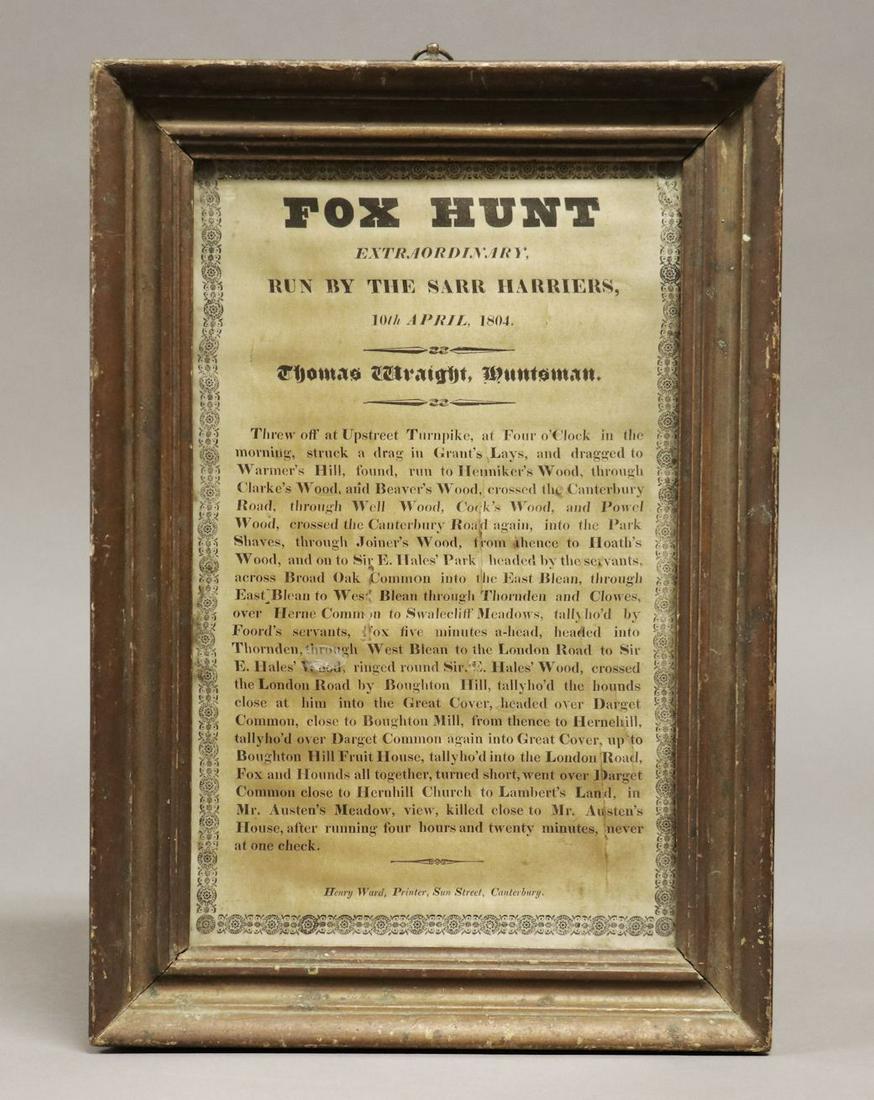 FOX HUNT
EXTRAORDINARY,
RUN BY THE SARR HARRIERS,
10th APRIL, 1804.
Thomas Wraight, Huntsman.
Threw off at Upstreet Turnpike, at Four o'Clock in the
morning, struck a drag in Grant's Lays, and dragged to
Warmer's Hill, found, run to Henniker's Wood, through
Clarke's Wood, and Beaver's Wood, crossed the Canterbury
Road, through Well Wood, Cock's Wood, and Powel
Wood, crossed the Canterbury Road again, into the Park
Shaves, through Joiner's Wood, from thence to Hoath's
Wood, and on to Sir E. Hales' Park headed by the servants,
across Broad Oak Common into the East Blean, through
East Blean to West Blean through Thornden and Clowes,
over Herne Common to Swalecliff Meadows, tallyho'd by
Foord's servants, Fox five minutes a-head, headed into
Thornden, through West Blean to the London Road to Sir
E. Hales' Wood, ringed round Sir. E. Hales' Wood, crossed
the London Road by Boughton Hill, tallyho'd the hounds
close at him into the Great Cover, headed over Darget
Common, close to Boughton Mill, from thence to Hernehill,
tallyho'd over Darget Common again into Great Cover, up to
Boughton Hill Fruit House, tallyho'd into the London Road,
Fox and Hounds all together, turned short, went over Darget
Common close to Hernhill Church to Lambert's Land, in
Mr. Austen's Meadow, view, killed close to Mr. Austen's
House, after running four hours and twenty minutes, never
at one check.
Henry Ward, Printer, Sun Street, Canterbury.